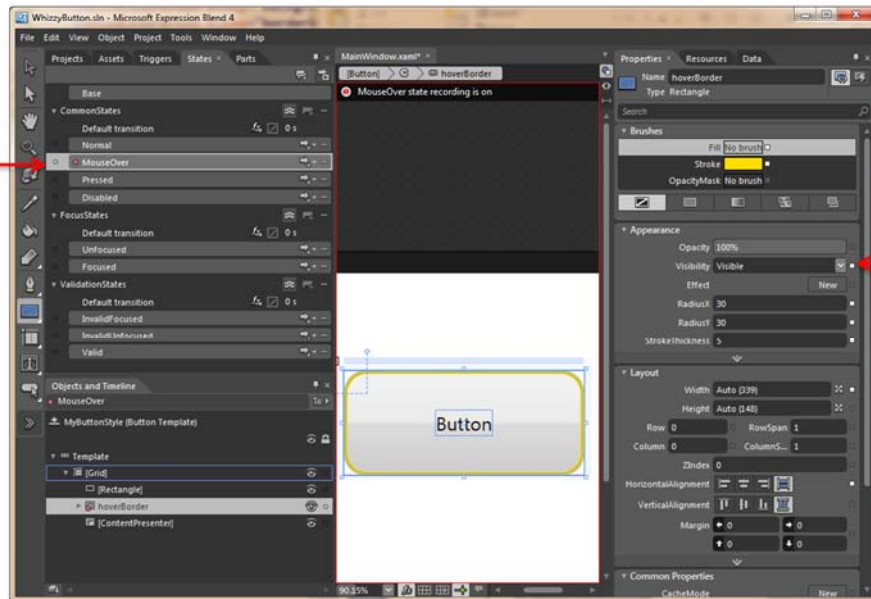 WhizzyButton.sln - Microsoft Expression Blend 4
File Edit View Object Project Tools Window Help
Projects Assets Triggers States × Parts
Base
CommonStates
Default transition fx 0 s
Normal
MouseOver
Pressed
Disabled
FocusStates
Default transition fx 0 s
Unfocused
Focused
ValidationStates
Default transition fx 0 s
InvalidFocused
InvalidUnfocused
Valid
Objects and Timeline
MouseOver
MyButtonStyle (Button Template)
Template
[Grid]
[Rectangle]
hoverBorder
[ContentPresenter]
MainWindow.xaml* ×
[Button] hoverBorder
MouseOver state recording is on
Button
90.15%
Properties × Resources Data
Name hoverBorder
Type Rectangle
Search
Brushes
Fill No brush
Stroke
OpacityMask No brush
Appearance
Opacity 100%
Visibility Visible
Effect New
RadiusX 30
RadiusY 30
StrokeThickness 5
Layout
Width Auto (339)
Height Auto (148)
Row 0 RowSpan 1
Column 0 ColumnS... 1
ZIndex 0
HorizontalAlignment
VerticalAlignment
Margin 0 0
0 0
Common Properties
CacheMode New